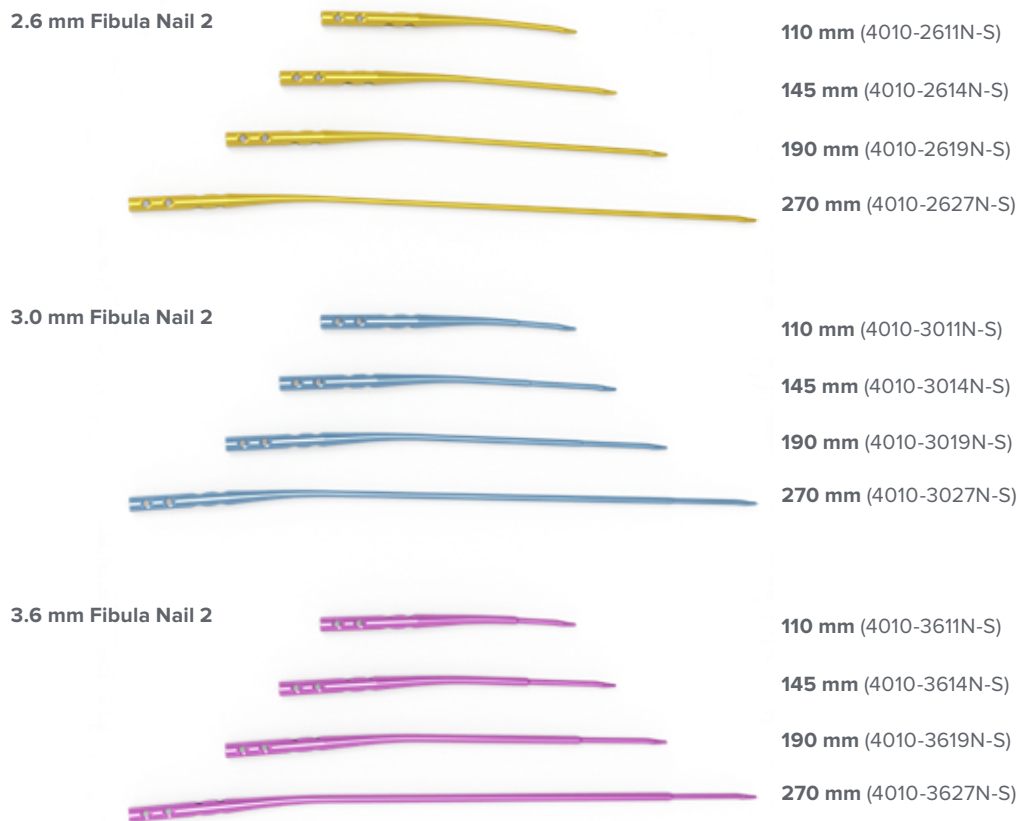 2.6 mm Fibula Nail 2
110 mm (4010-2611N-S)
145 mm (4010-2614N-S)
190 mm (4010-2619N-S)
270 mm (4010-2627N-S)
3.0 mm Fibula Nail 2
110 mm (4010-3011N-S)
145 mm (4010-3014N-S)
190 mm (4010-3019N-S)
270 mm (4010-3027N-S)
3.6 mm Fibula Nail 2
110 mm (4010-3611N-S)
145 mm (4010-3614N-S)
190 mm (4010-3619N-S)
270 mm (4010-3627N-S)